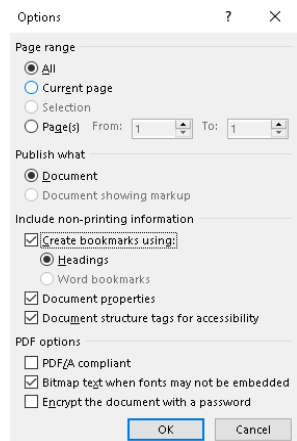 Options ? ×
Page range
All
Current page
Selection
Page(s) From: 1 To: 1
Publish what
Document
Document showing markup
Include non-printing information
Create bookmarks using:
Headings
Word bookmarks
Document properties
Document structure tags for accessibility
PDF options
PDF/A compliant
Bitmap text when fonts may not be embedded
Encrypt the document with a password
OK Cancel